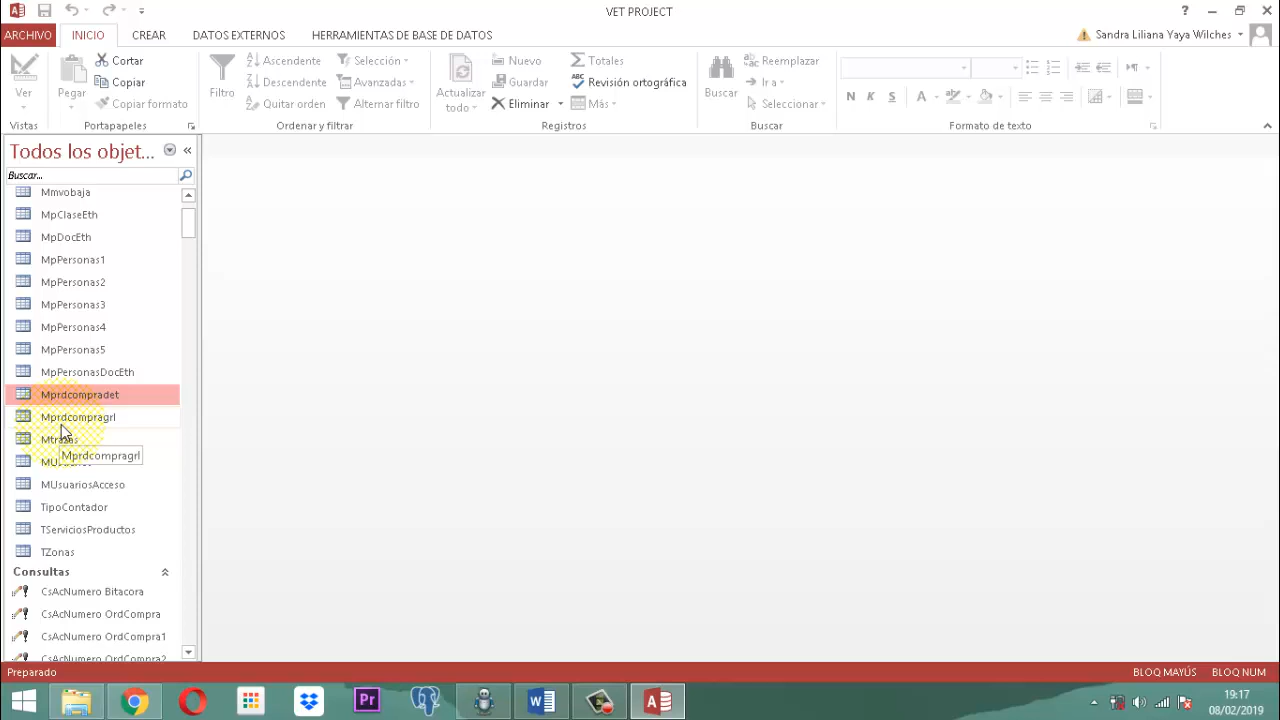 VET PROJECT
?
ARCHIVO INICIO CREAR DATOS EXTERNOS HERRAMIENTAS DE BASE DE DATOS
Sandra Liliana Yaya Wilches
Ver
Vistas
Pegar
Cortar
Copiar
Copiar formato
Portapapeles
Filtro
Ascendente
Descendente
Quitar orden
Selección
Avanzadas
Alternar filtro
Ordenar y filtrar
Actualizar
todo
Nuevo
Guardar
Eliminar
Totales
Revisión ortográfica
Más
Registros
Buscar
Reemplazar
Ir a
Seleccionar
Buscar
N K S A
Formato de texto
Todos los objet...
Buscar...
Mmvobaja
MpClaseEth
MpDocEth
MpPersonas1
MpPersonas2
MpPersonas3
MpPersonas4
MpPersonas5
MpPersonasDocEth
Mprdcompradet
Mprdcompragrl
Mprdcompragrl
MUsuariosAcceso
TipoContador
TServiciosProductos
TZonas
Consultas
CsAcNumero Bitacora
CsAcNumero OrdCompra
CsAcNumero OrdCompra1
CsAcNumero OrdCompra2
Preparado
BLOQ MAYÚS BLOQ NUM
Pr
19:17
08/02/2019